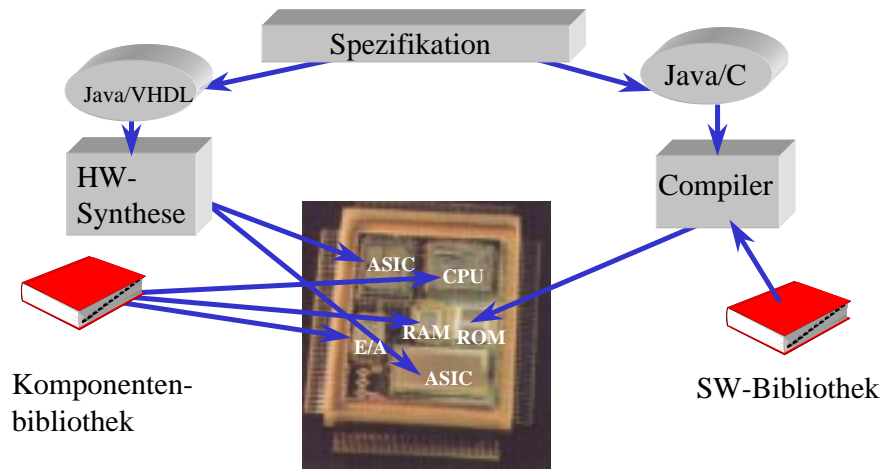 Spezifikation
Java/VHDL
Java/C
HW-
Synthese
Compiler
ASIC
CPU
RAM
ROM
E/A
ASIC
Komponenten-
bibliothek
SW-Bibliothek